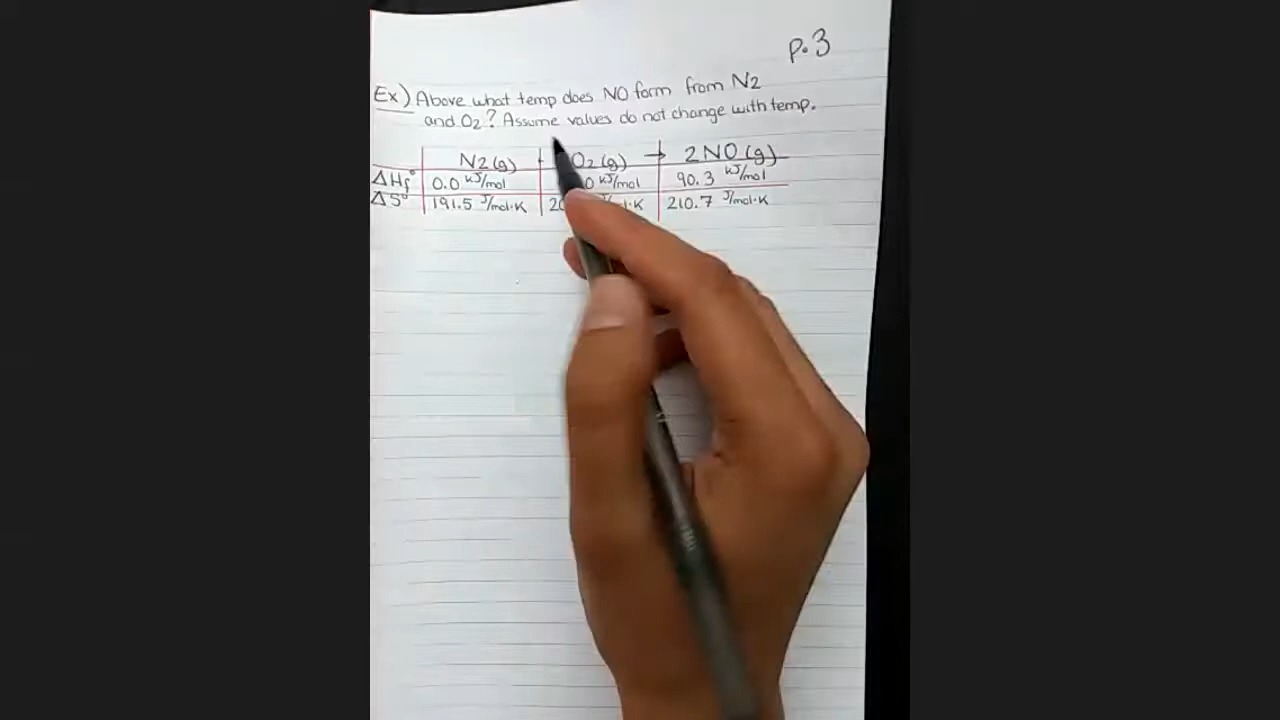 p.3
Ex) Above what temp does NO form from N2
and O2? Assume values do not change with temp.
N2(g) O2(g) → 2NO(g)
ΔHf° 0.0 kJ/mol 0 kJ/mol 90.3 kJ/mol
ΔS° 191.5 J/mol·K 210.7 J/mol·K